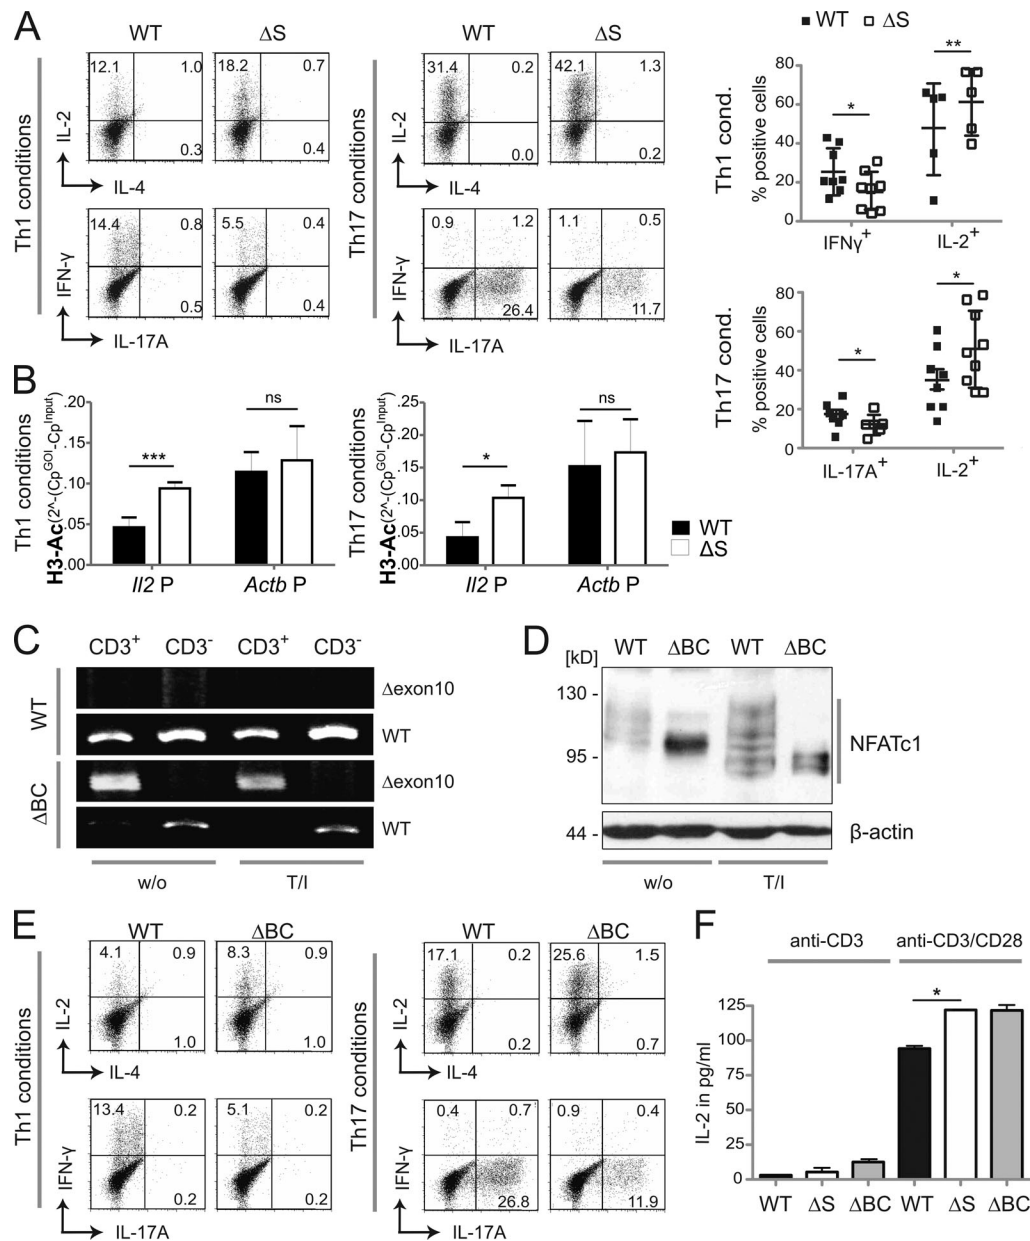 A
WT
ΔS
WT
ΔS
Th1 conditions
IL-2
12.1
1.0
0.3
18.2
0.7
0.4
IL-4
IFN-γ
14.4
0.8
0.5
5.5
0.4
0.4
IL-17A
Th17 conditions
IL-2
31.4
0.2
0.0
42.1
1.3
0.2
IL-4
IFN-γ
0.9
1.2
26.4
1.1
0.5
11.7
IL-17A
WT
ΔS
Th1 cond.
% positive cells
80
60
40
20
0
*
**
IFNγ+
IL-2+
Th17 cond.
% positive cells
80
60
40
20
0
*
*
IL-17A+
IL-2+
B
Th1 conditions
H3-Ac(2^-(CpGOI-CpInput)
.20
0.15
0.10
0.05
0.00
***
ns
Il2 P
Actb P
Th17 conditions
H3-Ac(2^-(CpGOI-CpInput)
.25
0.20
0.15
0.10
0.05
0.00
*
ns
Il2 P
Actb P
WT
ΔS
C
CD3+
CD3-
CD3+
CD3-
WT
Δexon10
WT
ΔBC
Δexon10
WT
w/o
T/I
D
[kD]
WT
ΔBC
WT
ΔBC
130 -
95 -
44 -
NFATc1
β-actin
w/o
T/I
E
WT
ΔBC
WT
ΔBC
Th1 conditions
IL-2
4.1
0.9
1.0
8.3
0.9
1.0
IL-4
IFN-γ
13.4
0.2
0.2
5.1
0.2
0.2
IL-17A
Th17 conditions
IL-2
17.1
0.2
0.2
25.6
1.5
0.7
IL-4
IFN-γ
0.4
0.7
26.8
0.9
0.4
11.9
IL-17A
F
anti-CD3
anti-CD3/CD28
IL-2 in pg/ml
125
100
75
50
25
0
*
WT
ΔS
ΔBC
WT
ΔS
ΔBC